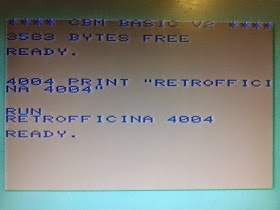 **** CBM BASIC V2 ****
3583 BYTES FREE
READY.
4004 PRINT "RETROFFICI
NA 4004"
RUN
RETROFFICINA 4004
READY.